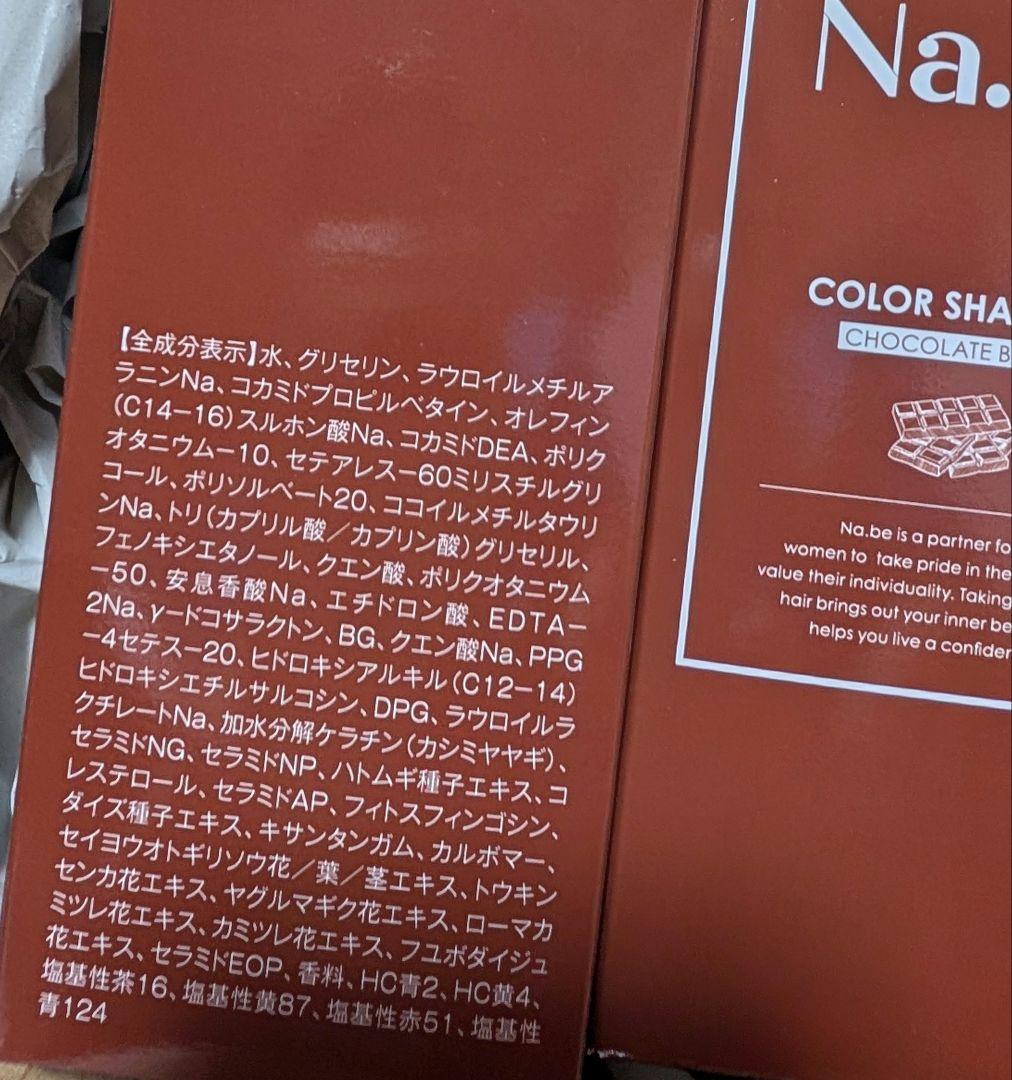 【全成分表示】水、グリセリン、ラウロイルメチルア
ラニンNa、コカミドプロピルベタイン、オレフィン
(C14-16)スルホン酸Na、コカミドDEA、ポリク
オタニウム-10、セテアレス-60ミリスチルグリ
コール、ポリソルベート20、ココイルメチルタウリ
ンNa、トリ(カプリル酸/カプリン酸)グリセリル、
フェノキシエタノール、クエン酸、ポリクオタニウム
-50、安息香酸Na、エチドロン酸、EDTA-
2Na、γ-ドコサラクトン、BG、クエン酸Na、PPG
-4セテス-20、ヒドロキシアルキル(C12-14)
ヒドロキシエチルサルコシン、DPG、ラウロイルラ
クチレートNa、加水分解ケラチン(カシミヤヤギ)、
セラミドNG、セラミドNP、ハトムギ種子エキス、コ
レステロール、セラミドAP、フィトスフィンゴシン、
ダイズ種子エキス、キサンタンガム、カルボマー、
セイヨウオトギリソウ花/葉/茎エキス、トウキン
センカ花エキス、ヤグルマギク花エキス、ローマカ
ミツレ花エキス、カミツレ花エキス、フユボダイジュ
花エキス、セラミドEOP、香料、HC青2、HC黄4、
塩基性茶16、塩基性黄87、塩基性赤51、塩基性
青124
Na.
COLOR SHA
CHOCOLATE B
Na.be is a partner fo
women to take pride in the
value their individuality. Taking
hair brings out your inner be
helps you live a confider